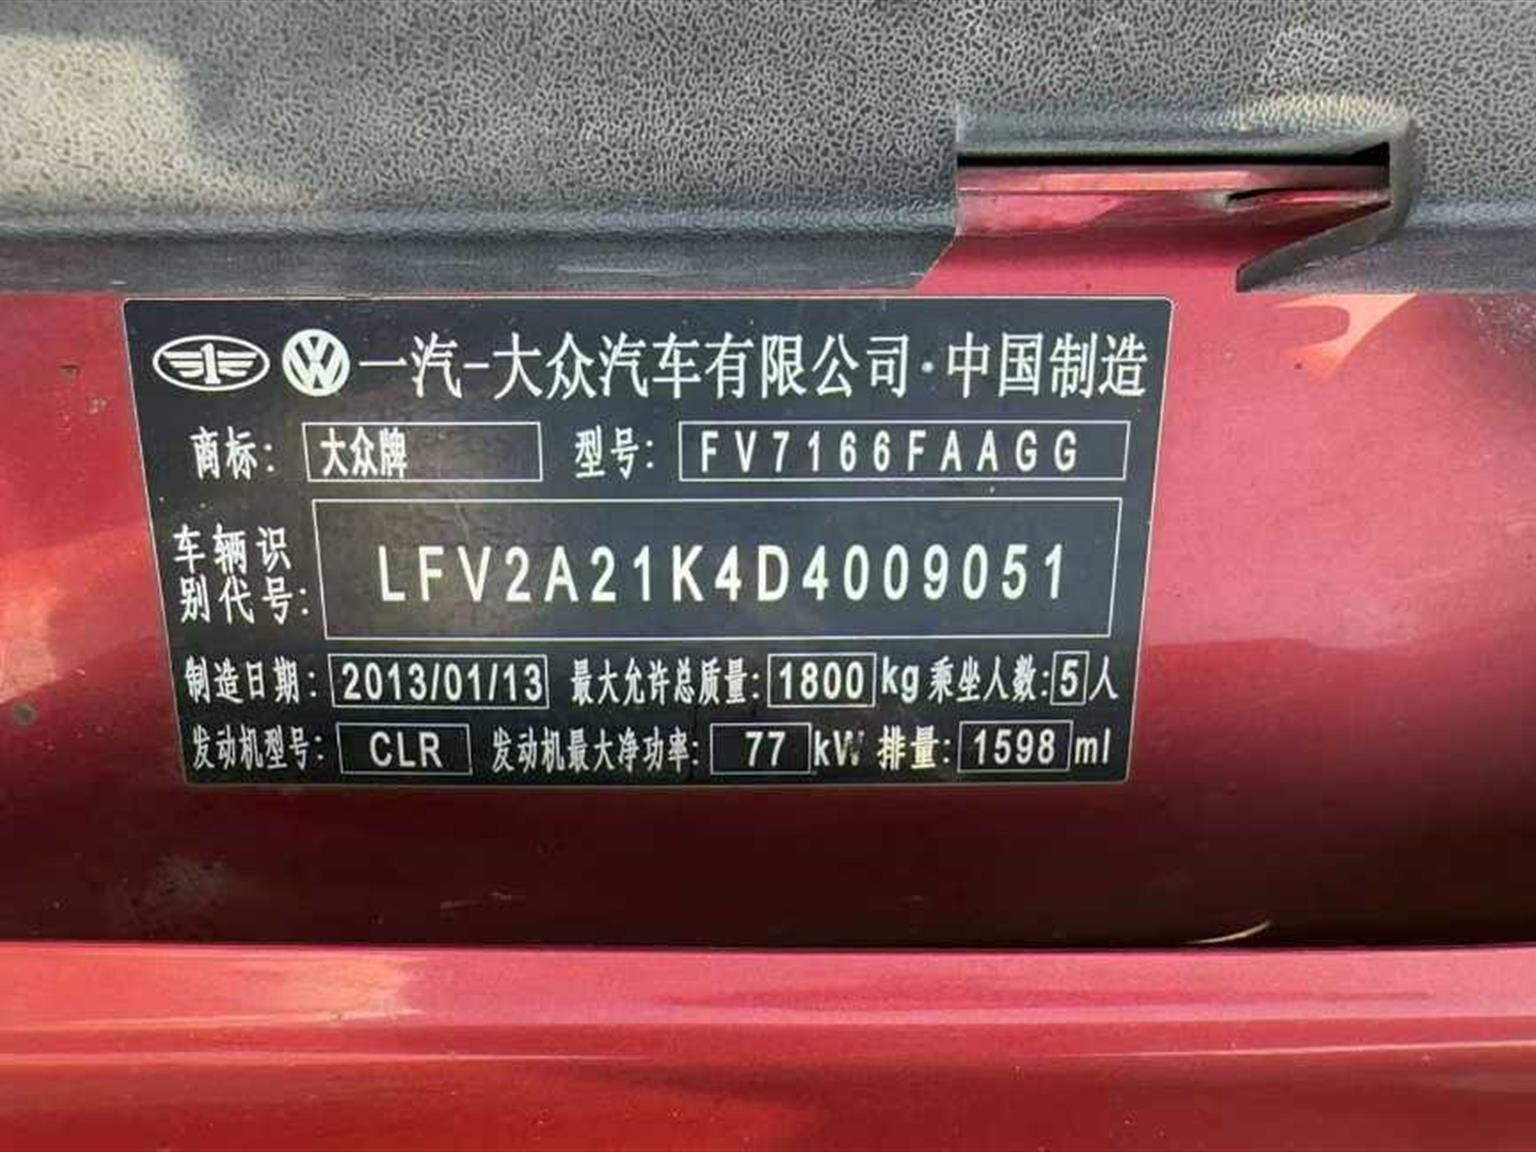 一汽-大众汽车有限公司·中国制造
商标: 大众牌 型号: FV7166FAAGG
车辆识别代号: LFV2A21K4D4009051
制造日期: 2013/01/13 最大允许总质量: 1800 kg 乘坐人数: 5 人
发动机型号: CLR 发动机最大净功率: 77 kW 排量: 1598 ml